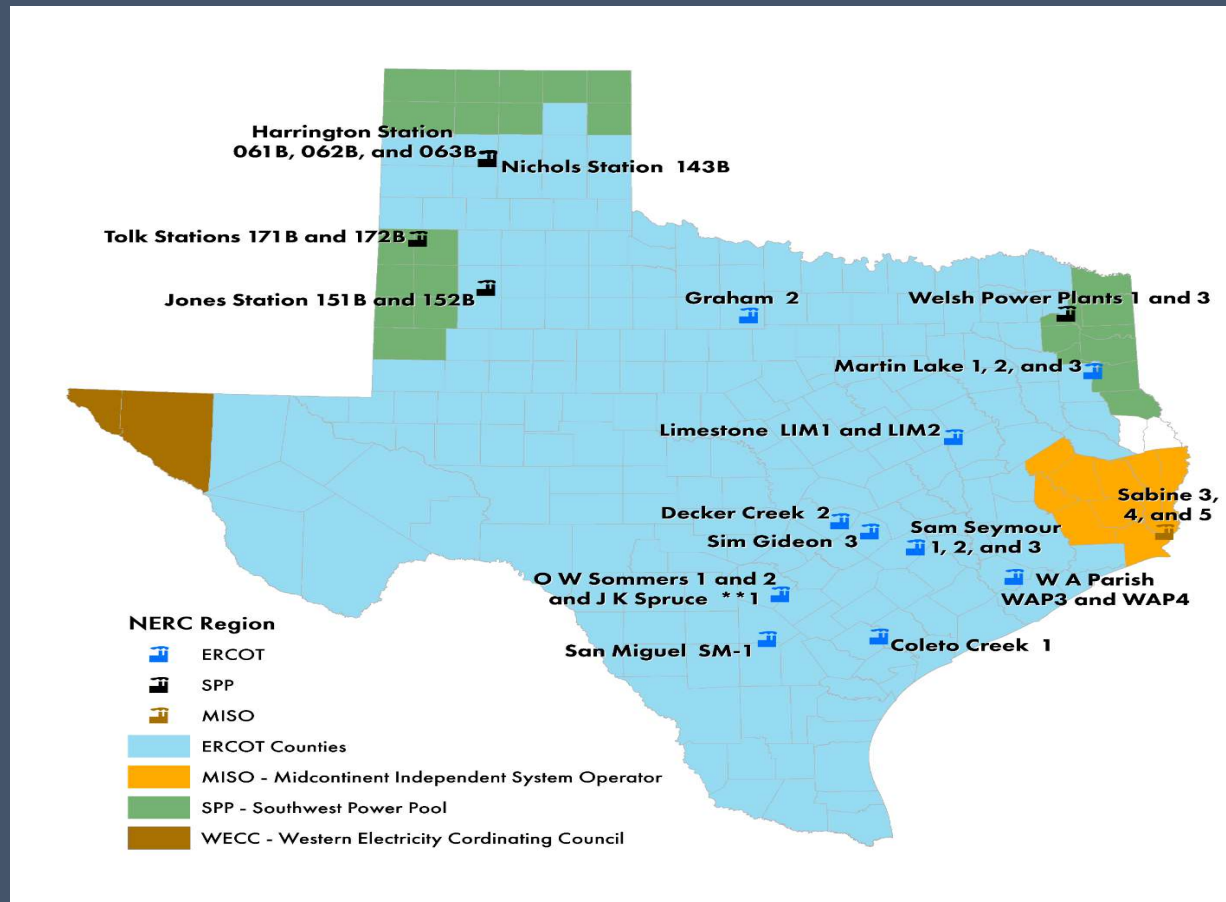 Harrington Station
061B, 062B, and 063B
Nichols Station 143B
Tolk Stations 171B and 172B
Jones Station 151B and 152B
Graham 2
Welsh Power Plants 1 and 3
Martin Lake 1, 2, and 3
Limestone LIM1 and LIM2
Sabine 3,
4, and 5
Decker Creek 2
Sim Gideon 3
Sam Seymour
1, 2, and 3
O W Sommers 1 and 2
and J K Spruce **1
W A Parish
WAP3 and WAP4
San Miguel SM-1
Coleto Creek 1
NERC Region
ERCOT
SPP
MISO
ERCOT Counties
MISO - Midcontinent Independent System Operator
SPP - Southwest Power Pool
WECC - Western Electricity Cordinating Council